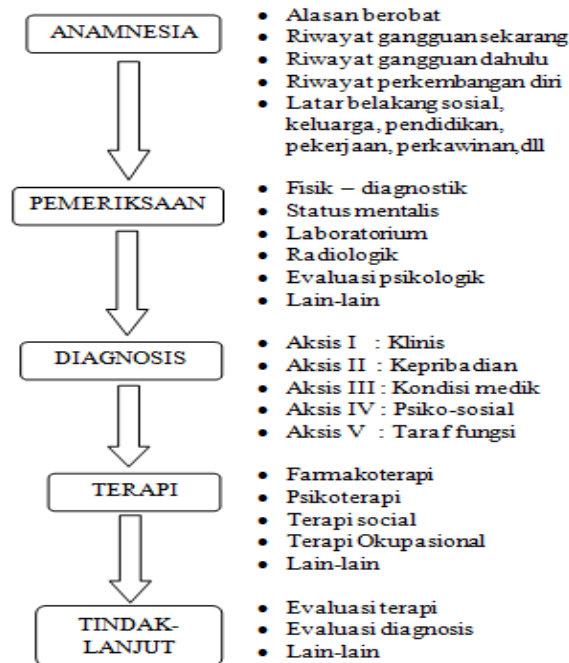 ANAMNESIA
• Alasan berobat
• Riwayat gangguan sekarang
• Riwayat gangguan dahulu
• Riwayat perkembangan diri
• Latar belakang sosial,
keluarga, pendidikan,
pekerjaan, perkawinan, dll
PEMERIKSAAN
• Fisik – diagnostik
• Status mentalis
• Laboratorium
• Radiologik
• Evaluasi psikologik
• Lain-lain
DIAGNOSIS
• Aksis I : Klinis
• Aksis II : Kepribadian
• Aksis III : Kondisi medik
• Aksis IV : Psiko-sosial
• Aksis V : Taraf fungsi
TERAPI
• Farmakoterapi
• Psikoterapi
• Terapi social
• Terapi Okupasional
• Lain-lain
TINDAK-
LANJUT
• Evaluasi terapi
• Evaluasi diagnosis
• Lain-lain